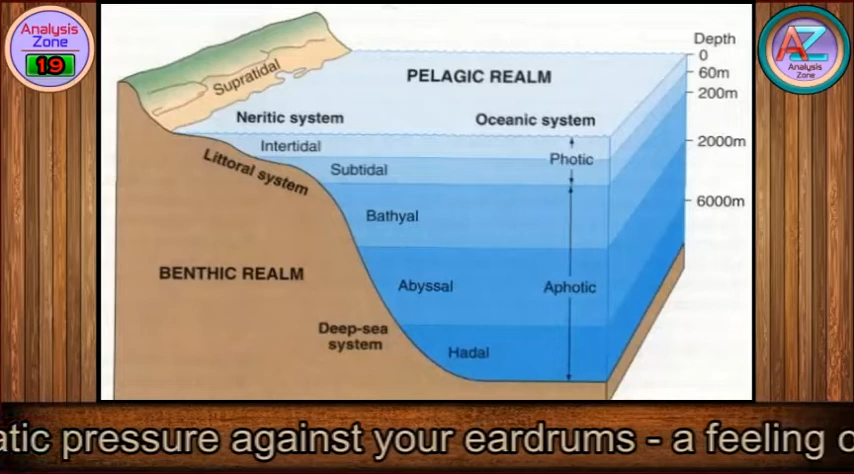 Analysis
Zone
19
AZ
Analysis
Zone
Depth
0
60m
200m
2000m
6000m
Supratidal
PELAGIC REALM
Neritic system
Oceanic system
Intertidal
Photic
Littoral system
Subtidal
Bathyal
BENTHIC REALM
Abyssal
Aphotic
Deep-sea
system
Hadal
atic pressure against your eardrums - a feeling o